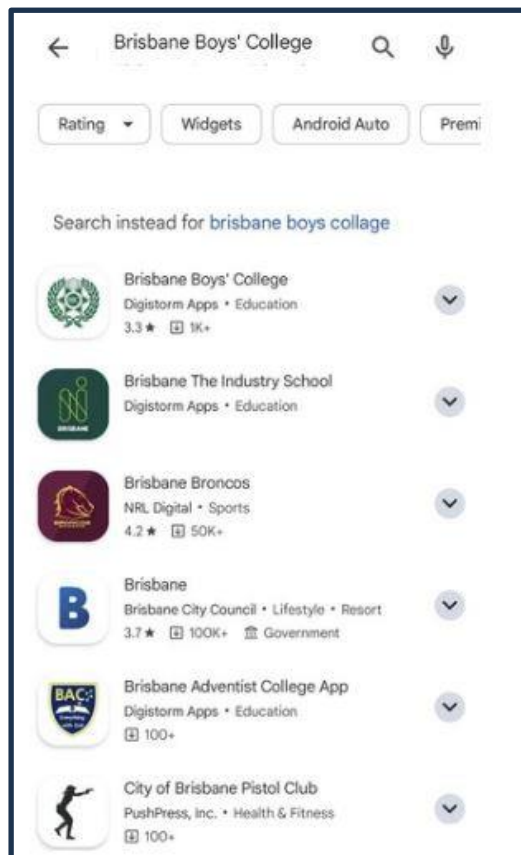 Brisbane Boys' College
Rating Widgets Android Auto Premi
Search instead for brisbane boys collage
Brisbane Boys' College
Digistorm Apps • Education
3.3★ 1K+
Brisbane The Industry School
Digistorm Apps • Education
BRISBANE
Brisbane Broncos
NRL Digital • Sports
4.2★ 50K+
Brisbane
B
Brisbane City Council • Lifestyle • Resort
3.7★ 100K+ Government
Brisbane Adventist College App
BAC
Digistorm Apps • Education
100+
City of Brisbane Pistol Club
PushPress, Inc. • Health & Fitness
100+